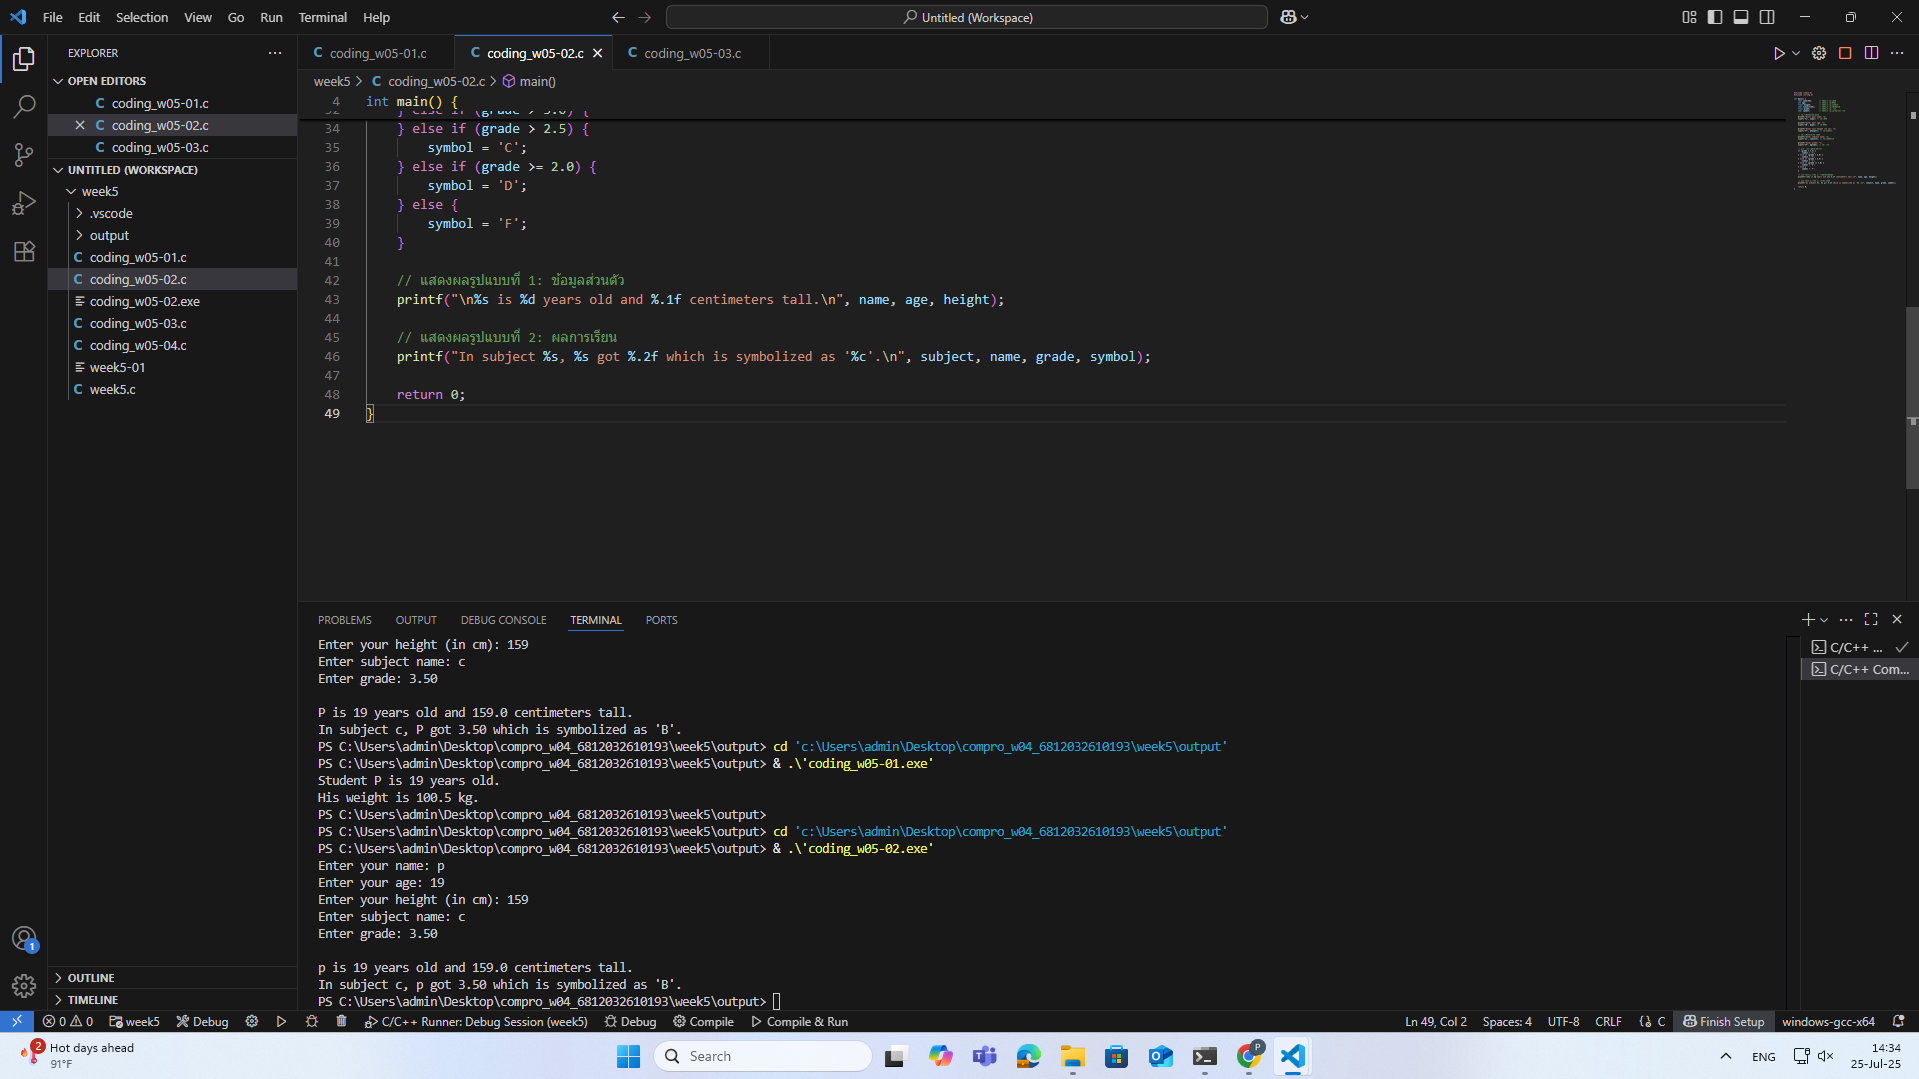 File Edit Selection View Go Run Terminal Help
Untitled (Workspace)
EXPLORER
OPEN EDITORS
coding_w05-01.c
coding_w05-02.c
coding_w05-03.c
UNTITLED (WORKSPACE)
week5
.vscode
output
coding_w05-01.c
coding_w05-02.c
coding_w05-02.exe
coding_w05-03.c
coding_w05-04.c
week5-01
week5.c
OUTLINE
TIMELINE
coding_w05-01.c coding_w05-02.c coding_w05-03.c
week5 > coding_w05-02.c > main()
4 int main() {
34 } else if (grade > 2.5) {
35 symbol = 'C';
36 } else if (grade >= 2.0) {
37 symbol = 'D';
38 } else {
39 symbol = 'F';
40 }
41
42 // แสดงผลรูปแบบที่ 1: ข้อมูลส่วนตัว
43 printf("\n%s is %d years old and %.1f centimeters tall.\n", name, age, height);
44
45 // แสดงผลรูปแบบที่ 2: ผลการเรียน
46 printf("In subject %s, %s got %.2f which is symbolized as '%c'.\n", subject, name, grade, symbol);
47
48 return 0;
49 }
PROBLEMS OUTPUT DEBUG CONSOLE TERMINAL PORTS
Enter your height (in cm): 159
Enter subject name: c
Enter grade: 3.50
P is 19 years old and 159.0 centimeters tall.
In subject c, P got 3.50 which is symbolized as 'B'.
PS C:\Users\admin\Desktop\compro_w04_6812032610193\week5\output> cd 'c:\Users\admin\Desktop\compro_w04_6812032610193\week5\output'
PS C:\Users\admin\Desktop\compro_w04_6812032610193\week5\output> & .\'coding_w05-01.exe'
Student P is 19 years old.
His weight is 100.5 kg.
PS C:\Users\admin\Desktop\compro_w04_6812032610193\week5\output>
PS C:\Users\admin\Desktop\compro_w04_6812032610193\week5\output> cd 'c:\Users\admin\Desktop\compro_w04_6812032610193\week5\output'
PS C:\Users\admin\Desktop\compro_w04_6812032610193\week5\output> & .\'coding_w05-02.exe'
Enter your name: p
Enter your age: 19
Enter your height (in cm): 159
Enter subject name: c
Enter grade: 3.50
p is 19 years old and 159.0 centimeters tall.
In subject c, p got 3.50 which is symbolized as 'B'.
PS C:\Users\admin\Desktop\compro_w04_6812032610193\week5\output>
C/C++ ...
C/C++ Com...
1
0 0 week5 Debug C/C++ Runner: Debug Session (week5) Debug Compile Compile & Run Ln 49, Col 2 Spaces: 4 UTF-8 CRLF {} C Finish Setup windows-gcc-x64
2
Hot days ahead
91°F
Search
P
ENG
14:34
25-Jul-25